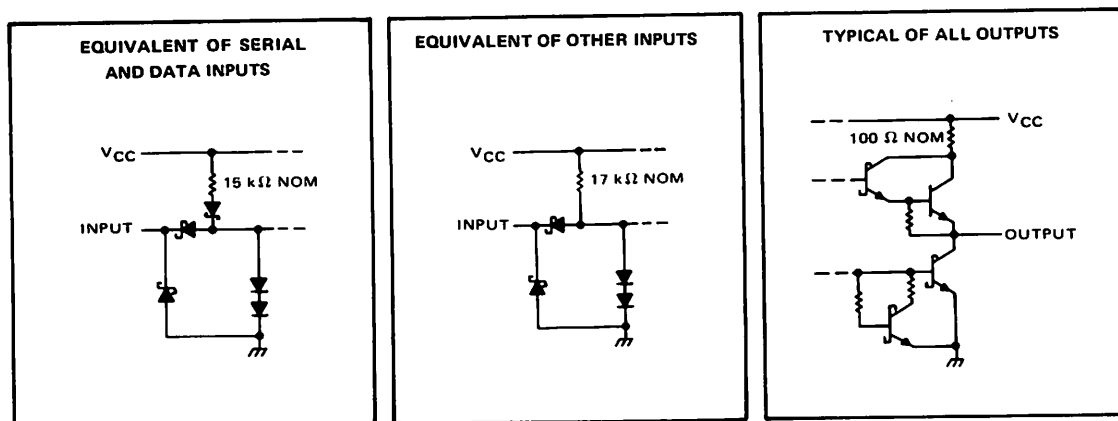 EQUIVALENT OF SERIAL
AND DATA INPUTS
VCC
15 kΩ NOM
INPUT
EQUIVALENT OF OTHER INPUTS
VCC
17 kΩ NOM
INPUT
TYPICAL OF ALL OUTPUTS
VCC
100 Ω NOM
OUTPUT